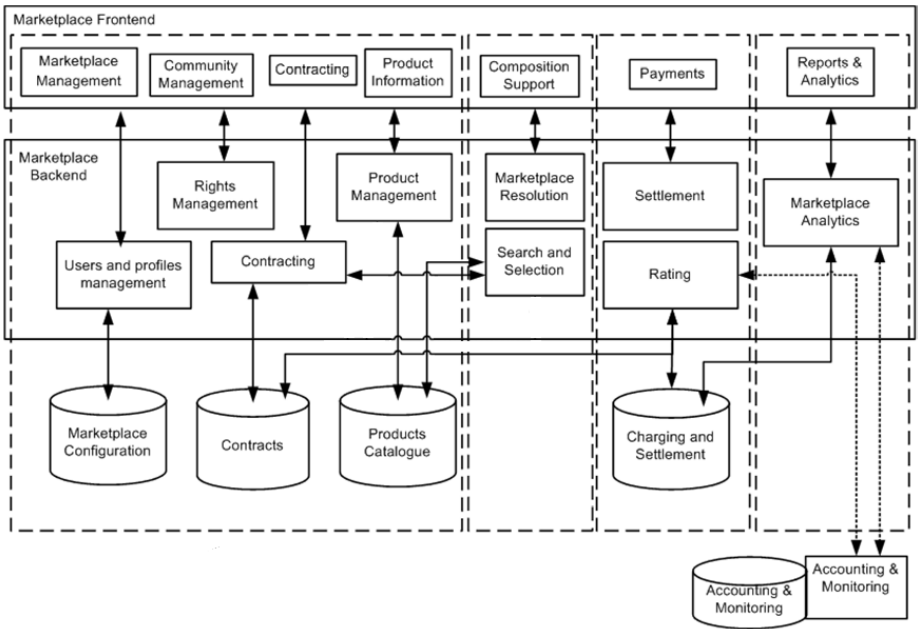 Marketplace Frontend
Marketplace
Management
Community
Management
Contracting
Product
Information
Composition
Support
Payments
Reports &
Analytics
Marketplace
Backend
Rights
Management
Product
Management
Marketplace
Resolution
Settlement
Marketplace
Analytics
Users and profiles
management
Contracting
Search and
Selection
Rating
Marketplace
Configuration
Contracts
Products
Catalogue
Charging and
Settlement
Accounting &
Monitoring
Accounting &
Monitoring